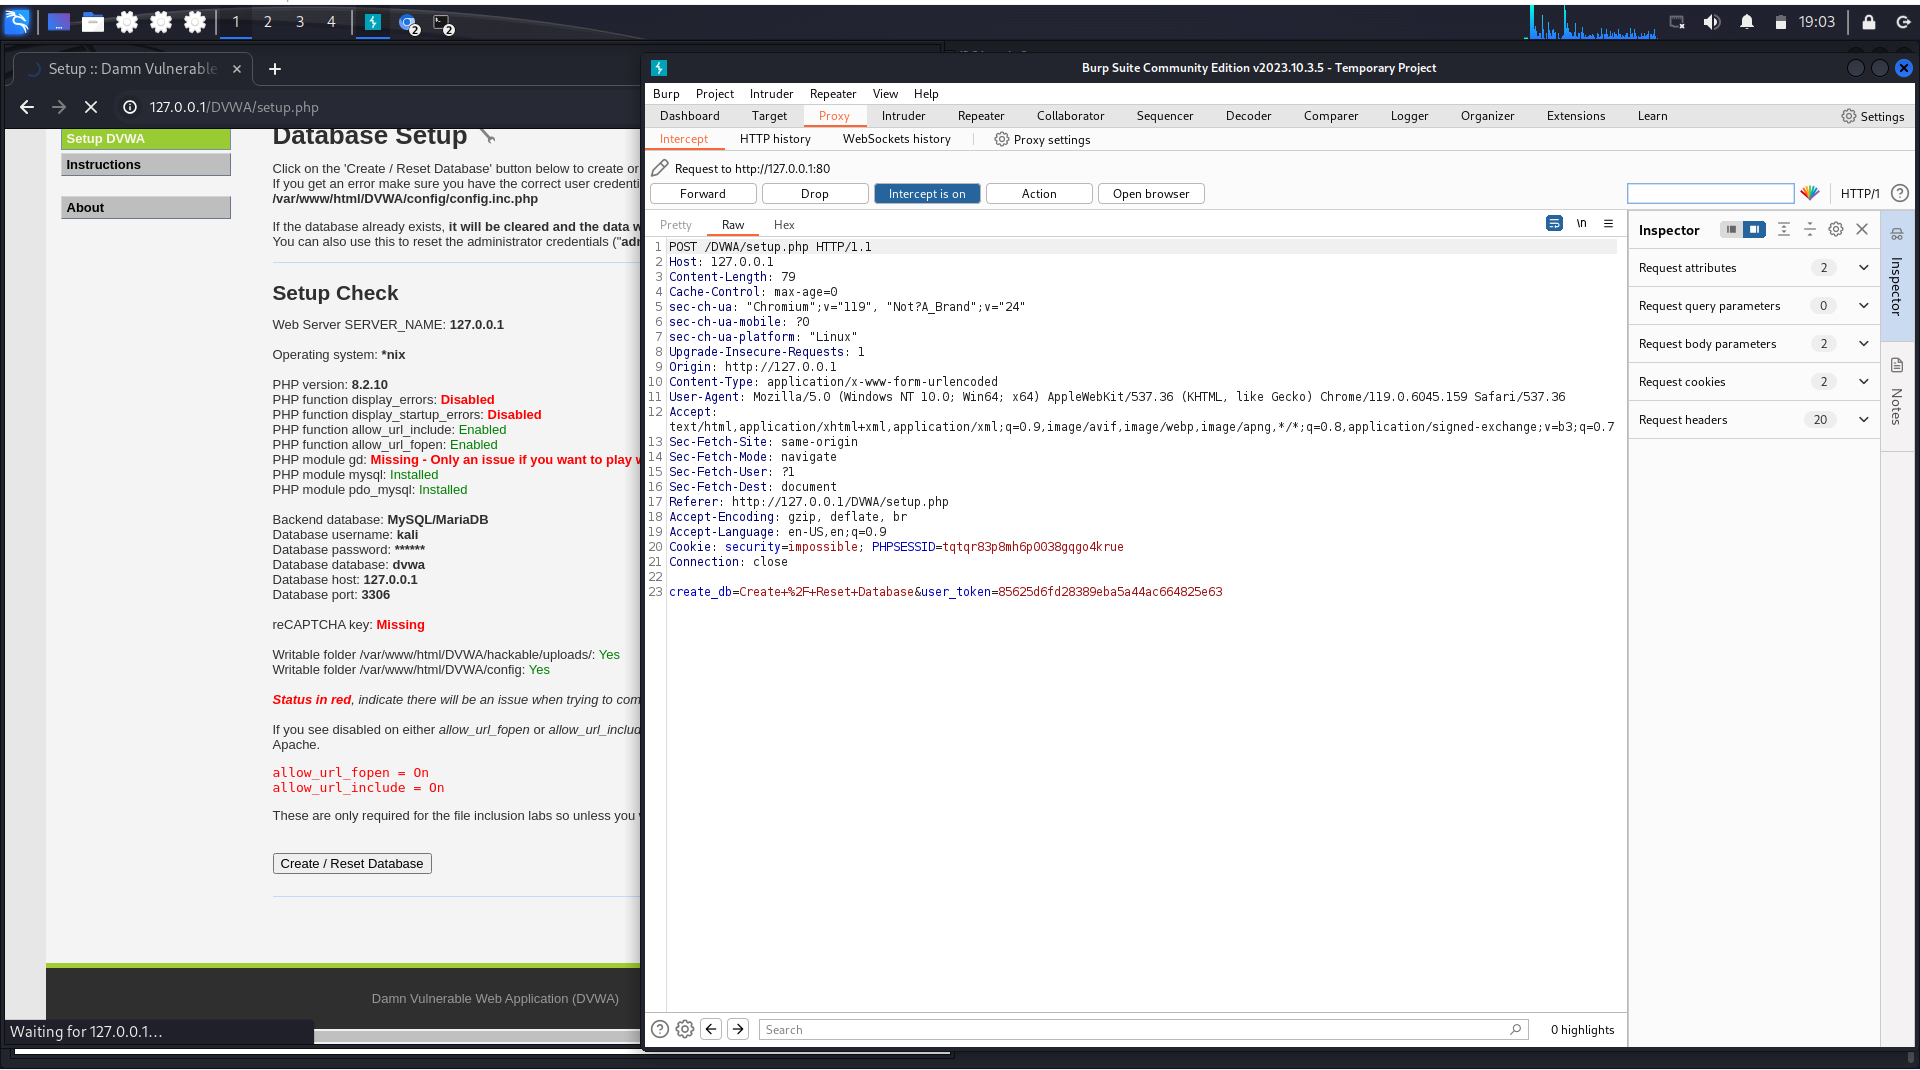 1 2 3 4 2 2 19:03
Setup :: Damn Vulnerable
127.0.0.1/DVWA/setup.php
Setup DVWA
Instructions
About
Database Setup
Click on the 'Create / Reset Database' button below to create or
If you get an error make sure you have the correct user credenti
/var/www/html/DVWA/config/config.inc.php
If the database already exists, it will be cleared and the data w
You can also use this to reset the administrator credentials ("adr
Setup Check
Web Server SERVER_NAME: 127.0.0.1
Operating system: *nix
PHP version: 8.2.10
PHP function display_errors: Disabled
PHP function display_startup_errors: Disabled
PHP function allow_url_include: Enabled
PHP function allow_url_fopen: Enabled
PHP module gd: Missing - Only an issue if you want to play w
PHP module mysql: Installed
PHP module pdo_mysql: Installed
Backend database: MySQL/MariaDB
Database username: kali
Database password: ******
Database database: dvwa
Database host: 127.0.0.1
Database port: 3306
reCAPTCHA key: Missing
Writable folder /var/www/html/DVWA/hackable/uploads/: Yes
Writable folder /var/www/html/DVWA/config: Yes
Status in red, indicate there will be an issue when trying to com
If you see disabled on either allow_url_fopen or allow_url_includ
Apache.
allow_url_fopen = On
allow_url_include = On
These are only required for the file inclusion labs so unless you
Create / Reset Database
Damn Vulnerable Web Application (DVWA)
Waiting for 127.0.0.1...
Burp Suite Community Edition v2023.10.3.5 - Temporary Project
Burp Project Intruder Repeater View Help
Dashboard Target Proxy Intruder Repeater Collaborator Sequencer Decoder Comparer Logger Organizer Extensions Learn Settings
Intercept HTTP history WebSockets history Proxy settings
Request to http://127.0.0.1:80
Forward Drop Intercept is on Action Open browser HTTP/1
Pretty Raw Hex \n
1 POST /DVWA/setup.php HTTP/1.1
2 Host: 127.0.0.1
3 Content-Length: 79
4 Cache-Control: max-age=0
5 sec-ch-ua: "Chromium";v="119", "Not?A_Brand";v="24"
6 sec-ch-ua-mobile: ?0
7 sec-ch-ua-platform: "Linux"
8 Upgrade-Insecure-Requests: 1
9 Origin: http://127.0.0.1
10 Content-Type: application/x-www-form-urlencoded
11 User-Agent: Mozilla/5.0 (Windows NT 10.0; Win64; x64) AppleWebKit/537.36 (KHTML, like Gecko) Chrome/119.0.6045.159 Safari/537.36
12 Accept:
text/html,application/xhtml+xml,application/xml;q=0.9,image/avif,image/webp,image/apng,*/*;q=0.8,application/signed-exchange;v=b3;q=0.7
13 Sec-Fetch-Site: same-origin
14 Sec-Fetch-Mode: navigate
15 Sec-Fetch-User: ?1
16 Sec-Fetch-Dest: document
17 Referer: http://127.0.0.1/DVWA/setup.php
18 Accept-Encoding: gzip, deflate, br
19 Accept-Language: en-US,en;q=0.9
20 Cookie: security=impossible; PHPSESSID=tqtqr83p8mh6p0038gqgo4krue
21 Connection: close
22
23 create_db=Create+%2F+Reset+Database&user_token=85625d6fd28389eba5a44ac664825e63
Search 0 highlights
Inspector
Request attributes 2
Request query parameters 0
Request body parameters 2
Request cookies 2
Request headers 20
Inspector
Notes